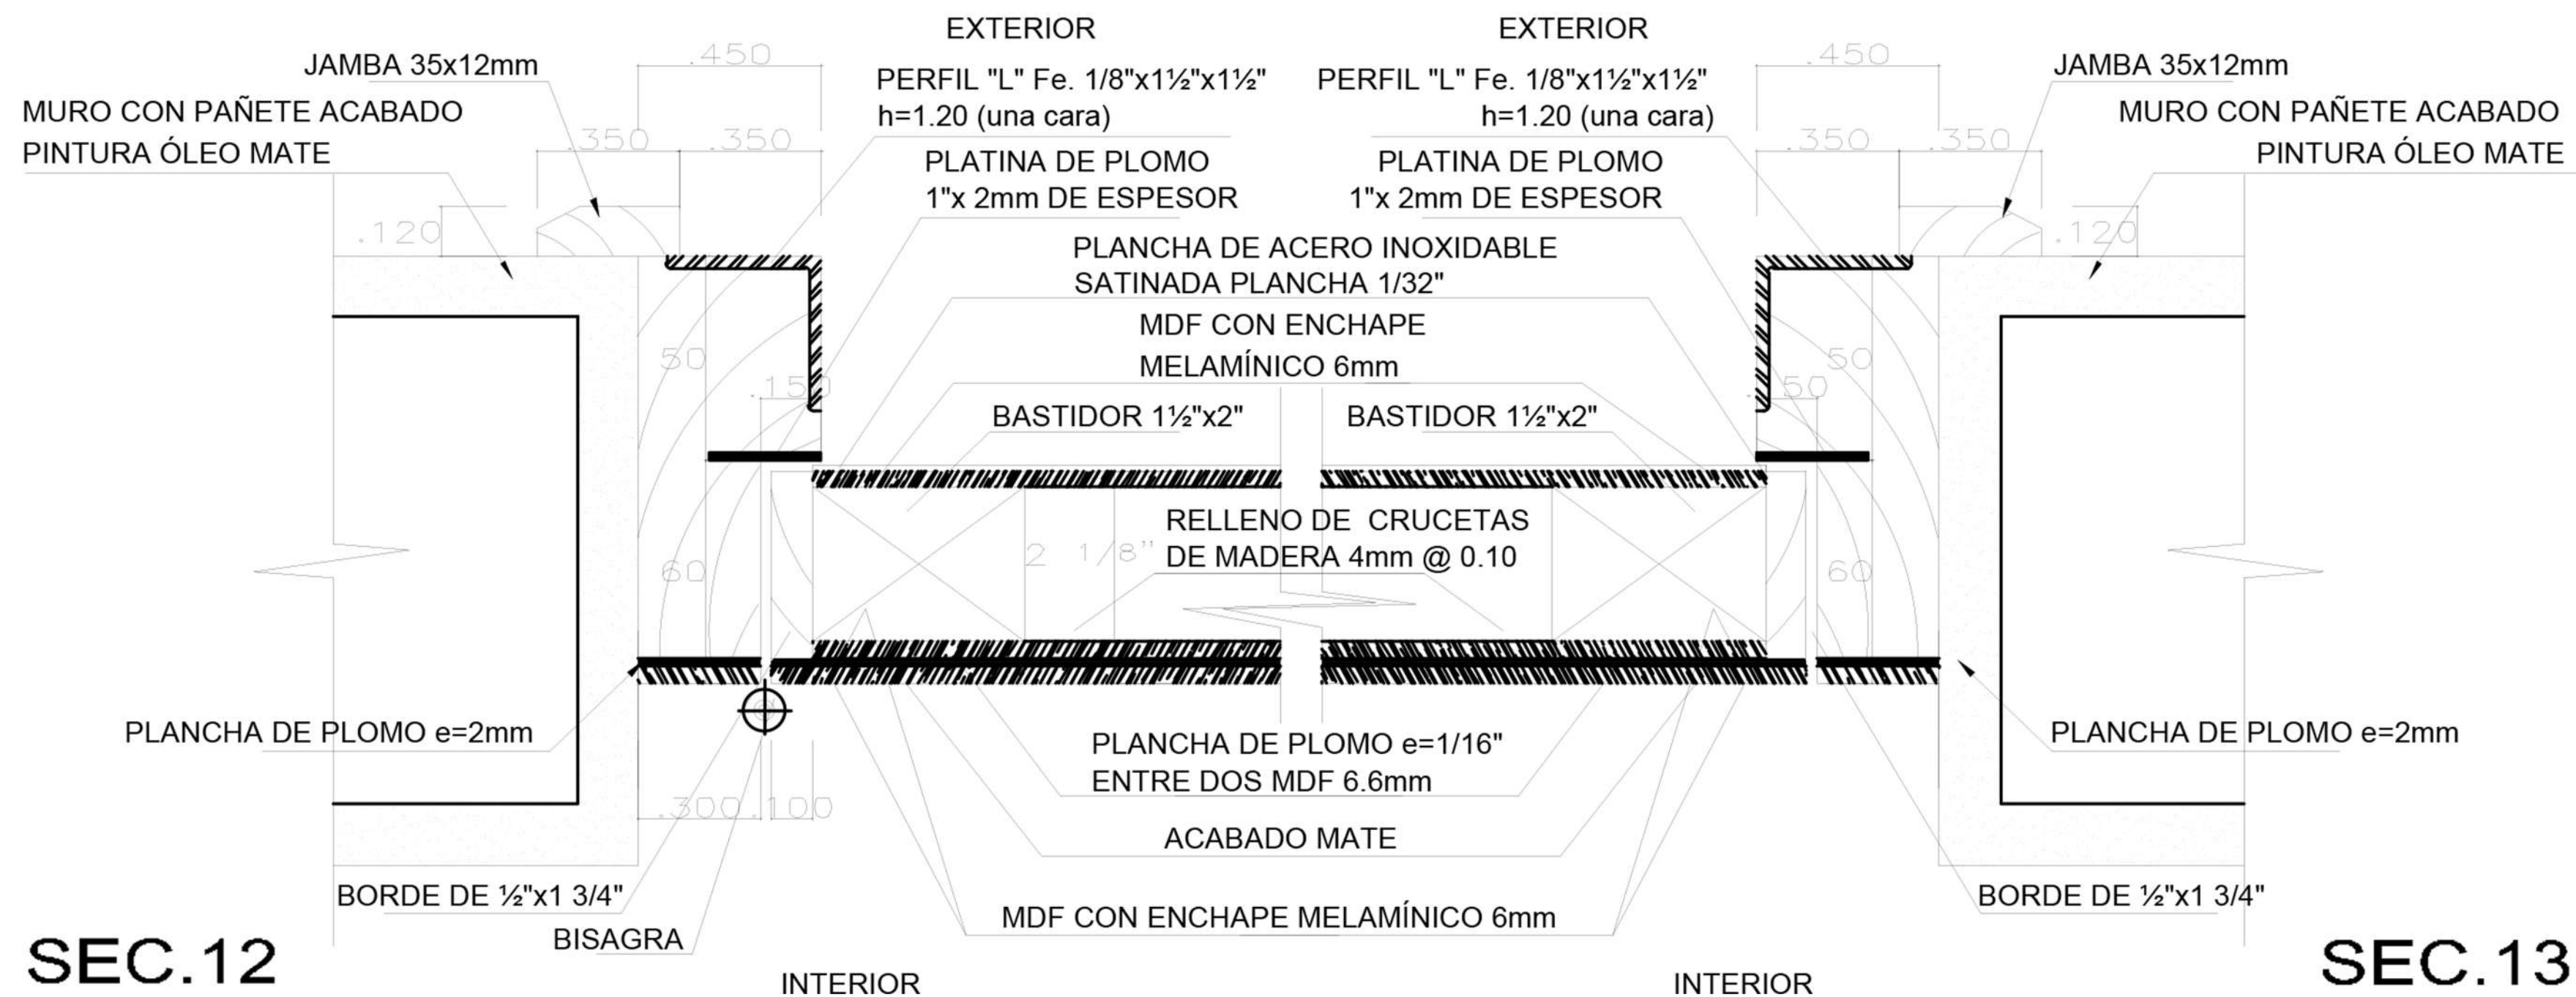 EXTERIOR
EXTERIOR
.450
.450
JAMBA 35x12mm
JAMBA 35x12mm
PERFIL "L" Fe. 1/8"x1½"x1½"
h=1.20 (una cara)
PERFIL "L" Fe. 1/8"x1½"x1½"
h=1.20 (una cara)
MURO CON PAÑETE ACABADO
PINTURA ÓLEO MATE
MURO CON PAÑETE ACABADO
PINTURA ÓLEO MATE
.350 .350
.350 .350
PLATINA DE PLOMO
1"x 2mm DE ESPESOR
PLATINA DE PLOMO
1"x 2mm DE ESPESOR
.120
.120
PLANCHA DE ACERO INOXIDABLE
SATINADA PLANCHA 1/32"
MDF CON ENCHAPE
MELAMÍNICO 6mm
50
50
.150
BASTIDOR 1½"x2"
BASTIDOR 1½"x2"
RELLENO DE CRUCETAS
DE MADERA 4mm @ 0.10
2 1/8"
60
60
PLANCHA DE PLOMO e=2mm
PLANCHA DE PLOMO e=2mm
PLANCHA DE PLOMO e=1/16"
ENTRE DOS MDF 6.6mm
.300 .100
ACABADO MATE
BORDE DE ½"x1 3/4"
BORDE DE ½"x1 3/4"
MDF CON ENCHAPE MELAMÍNICO 6mm
BISAGRA
SEC.12
SEC.13
INTERIOR
INTERIOR